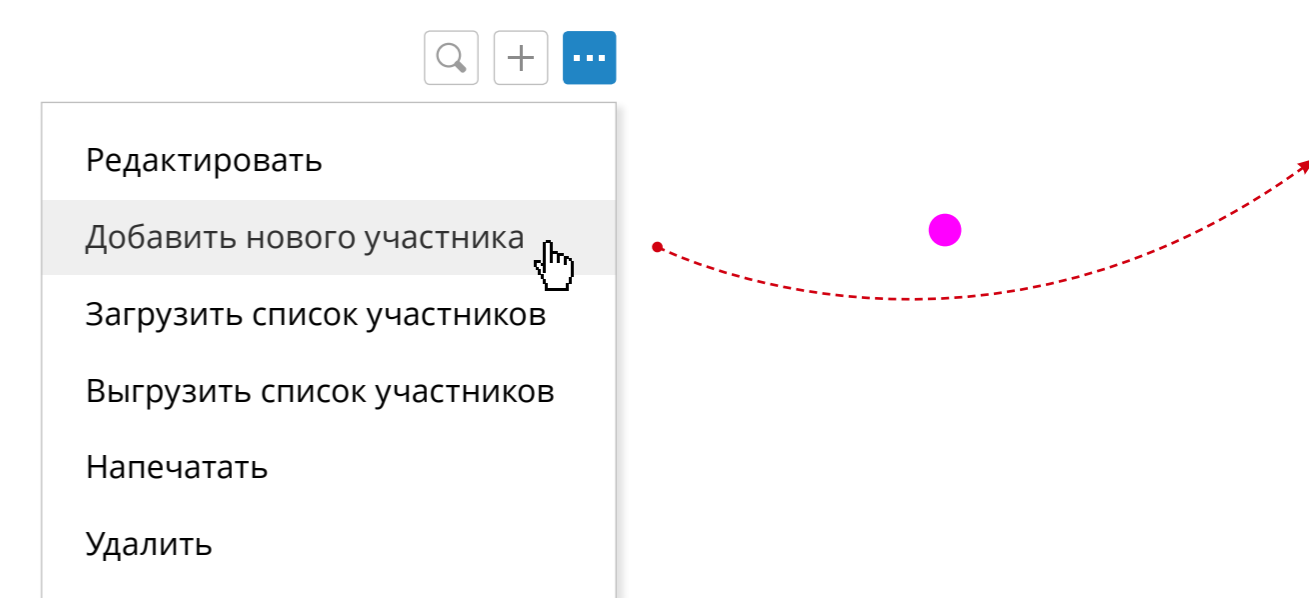 Редактировать
Добавить нового участника
Загрузить список участников
Выгрузить список участников
Напечатать
Удалить